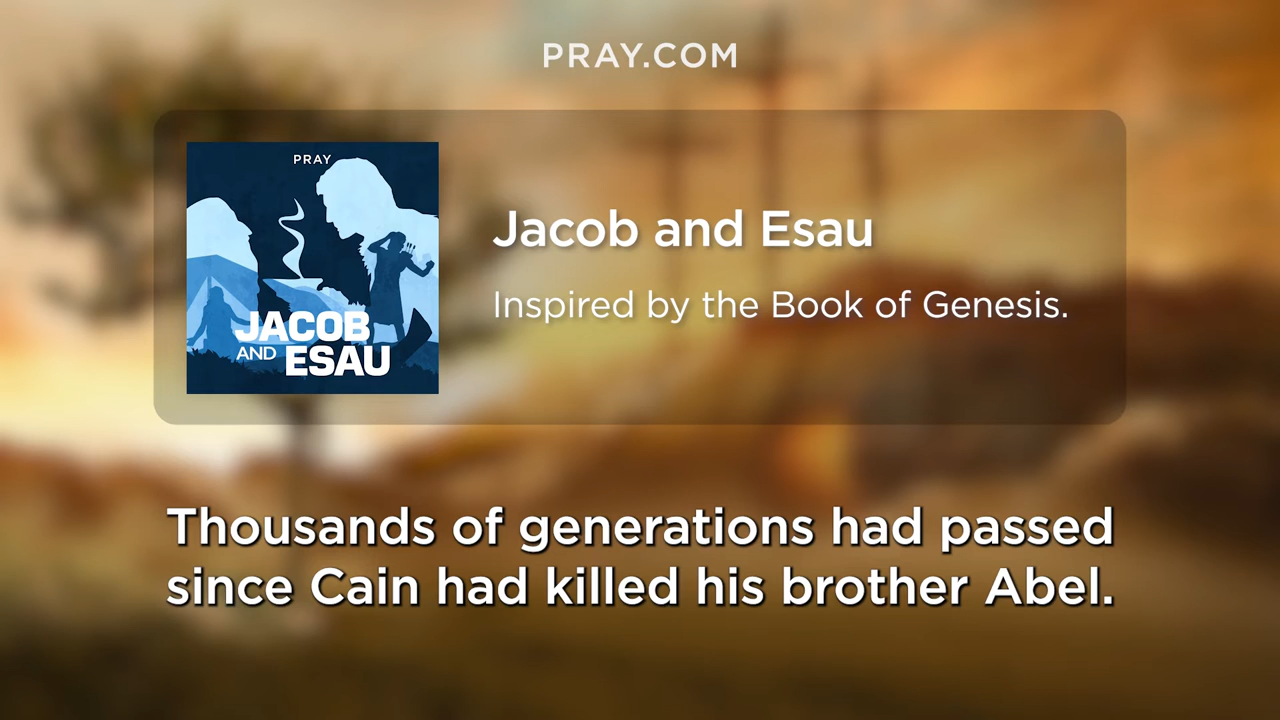 PRAY.COM
PRAY
JACOB
AND ESAU
Jacob and Esau
Inspired by the Book of Genesis.
Thousands of generations had passed
since Cain had killed his brother Abel.